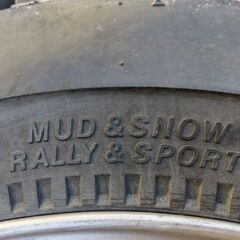 MUD & SNOW
RALLY & SPORT